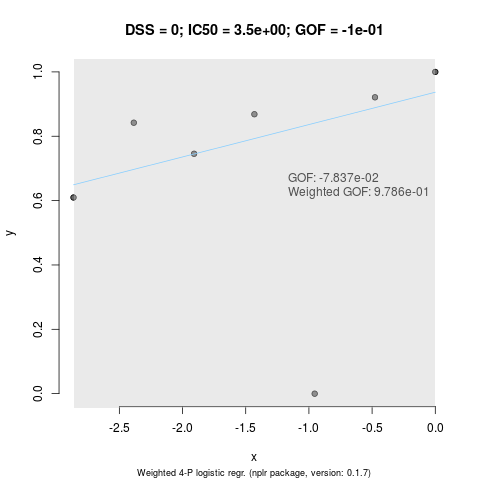 DSS = 0; IC50 = 3.5e+00; GOF = -1e-01
1.0
0.8
0.6
0.4
0.2
0.0
y
GOF: -7.837e-02
Weighted GOF: 9.786e-01
-2.5 -2.0 -1.5 -1.0 -0.5 0.0
x
Weighted 4-P logistic regr. (nplr package, version: 0.1.7)